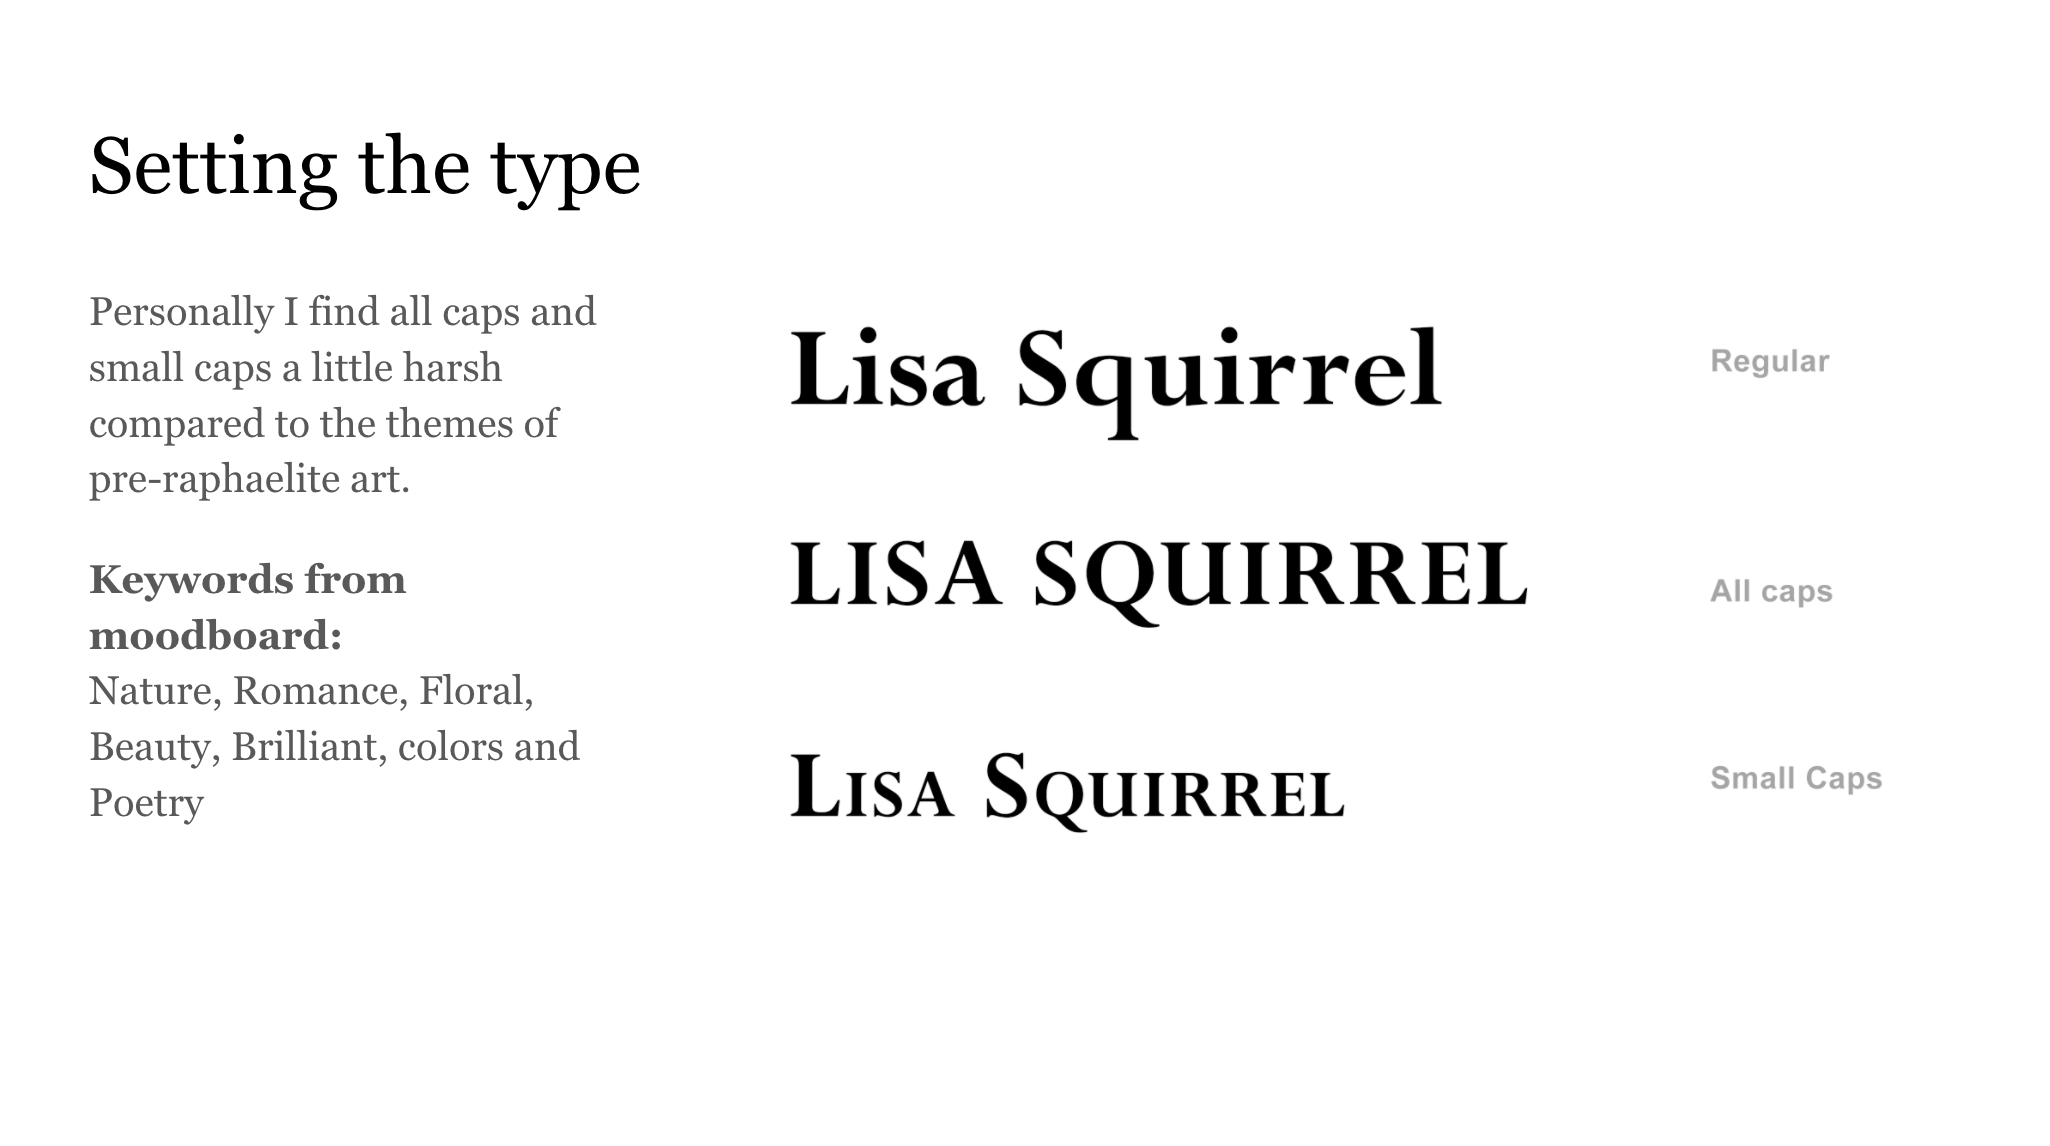 Setting the type
Personally I find all caps and
small caps a little harsh
compared to the themes of
pre-raphaelite art.
Keywords from
moodboard:
Nature, Romance, Floral,
Beauty, Brilliant, colors and
Poetry
Lisa Squirrel
Regular
LISA SQUIRREL
All caps
Lisa Squirrel
Small Caps